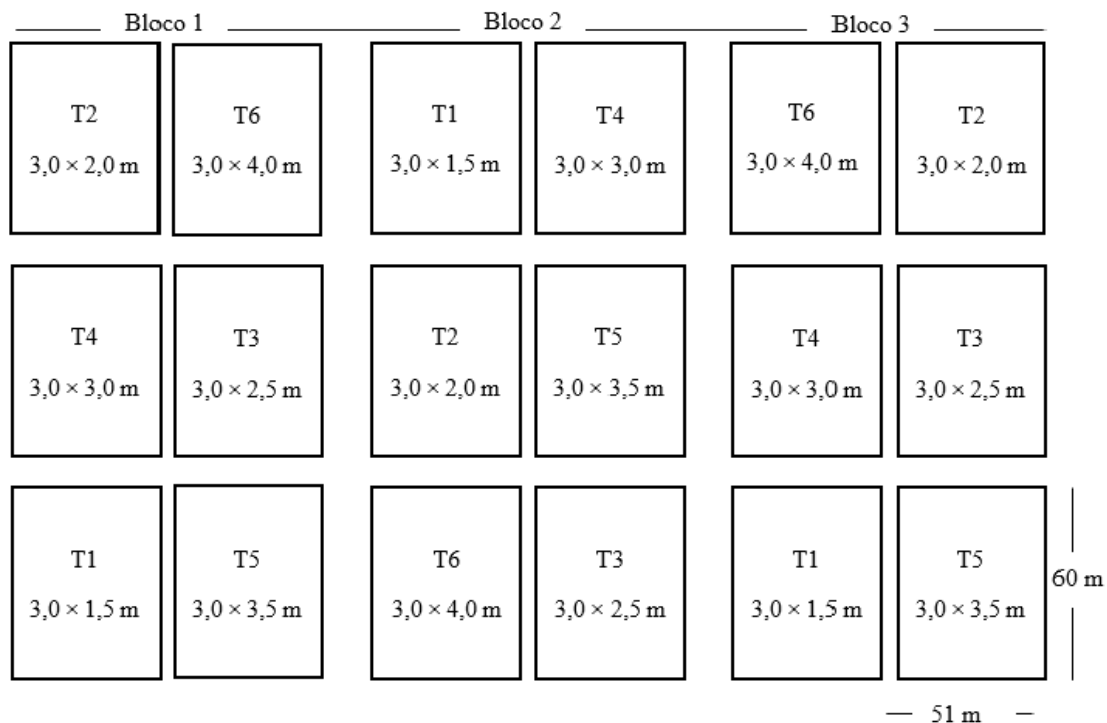 Bloco 1
Bloco 2
Bloco 3
T2
3,0 × 2,0 m
T6
3,0 × 4,0 m
T1
3,0 × 1,5 m
T4
3,0 × 3,0 m
T6
3,0 × 4,0 m
T2
3,0 × 2,0 m
T4
3,0 × 3,0 m
T3
3,0 × 2,5 m
T2
3,0 × 2,0 m
T5
3,0 × 3,5 m
T4
3,0 × 3,0 m
T3
3,0 × 2,5 m
T1
3,0 × 1,5 m
T5
3,0 × 3,5 m
T6
3,0 × 4,0 m
T3
3,0 × 2,5 m
T1
3,0 × 1,5 m
T5
3,0 × 3,5 m
60 m
51 m